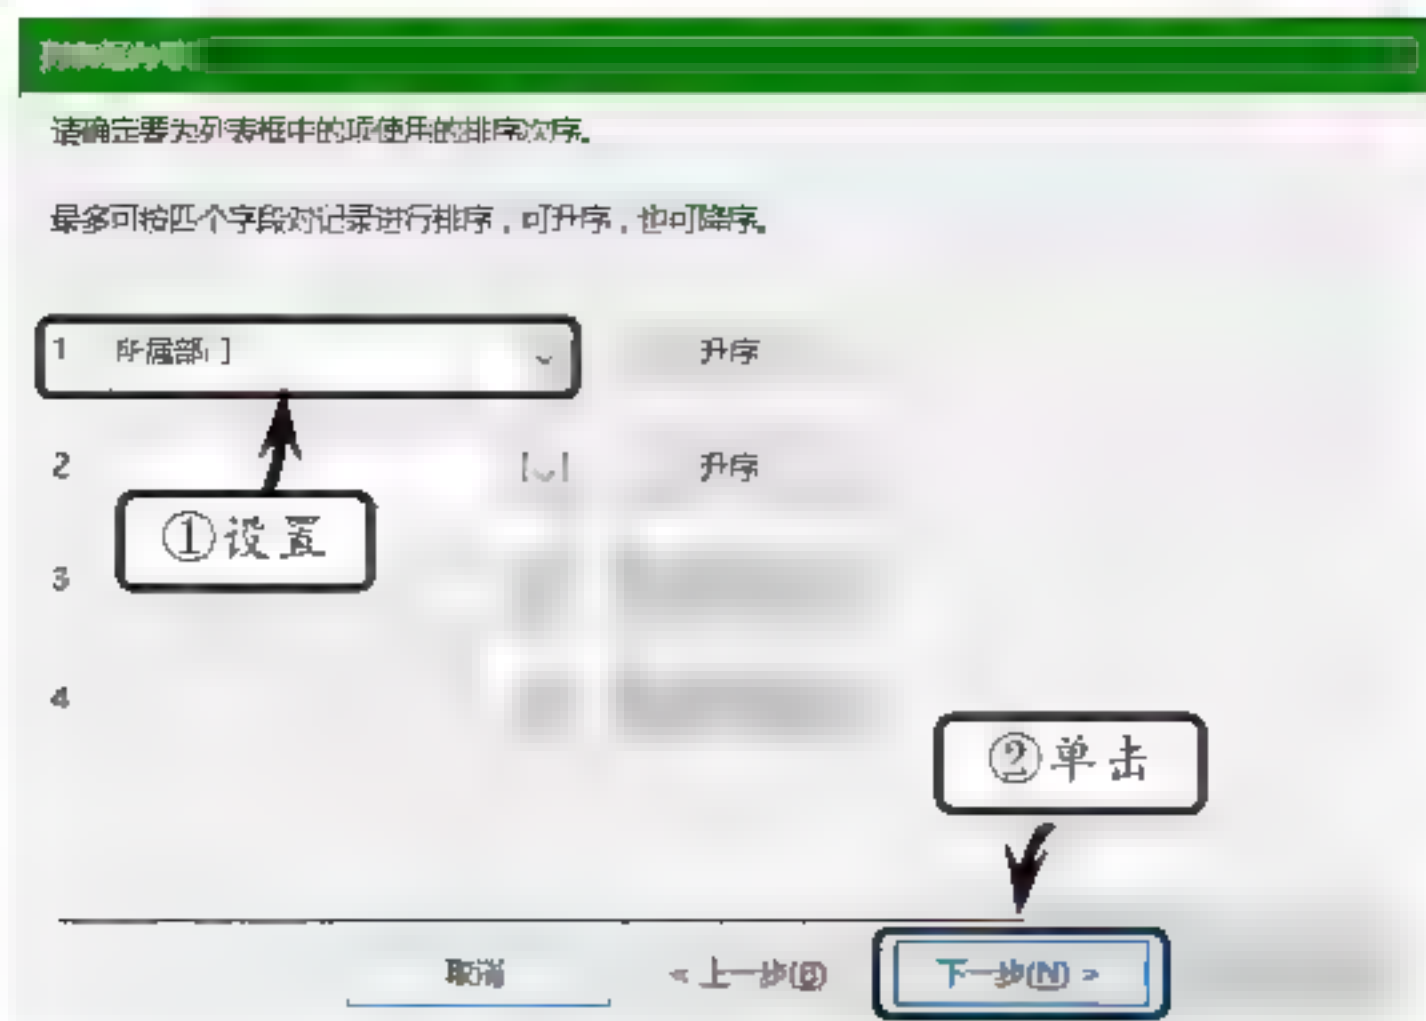 请确定要为列表框中的项使用的排序次序。
最多可按四个字段对记录进行排序，可升序，也可降序。
1 所属部门 升序
2 升序
①设置
3
4
②单击
取消 < 上一步(B) 下一步(N) >